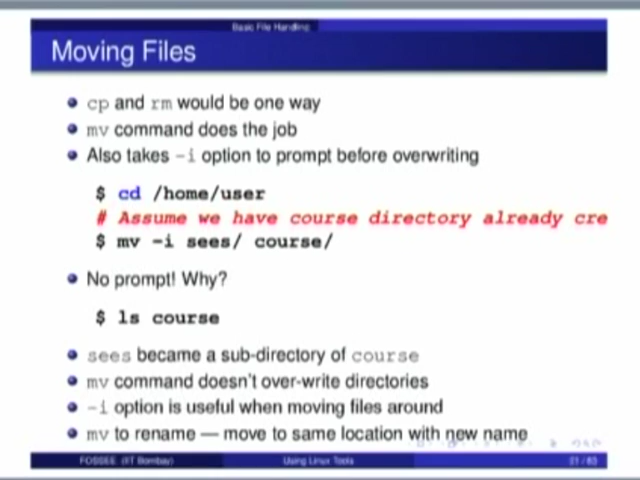 Basic File Handling
Moving Files
cp and rm would be one way
mv command does the job
Also takes -i option to prompt before overwriting
$ cd /home/user
# Assume we have course directory already cre
$ mv -i sees/ course/
No prompt! Why?
$ ls course
sees became a sub-directory of course
mv command doesn't over-write directories
-i option is useful when moving files around
mv to rename — move to same location with new name
FOSSEE (IIT Bombay) Using Linux Tools